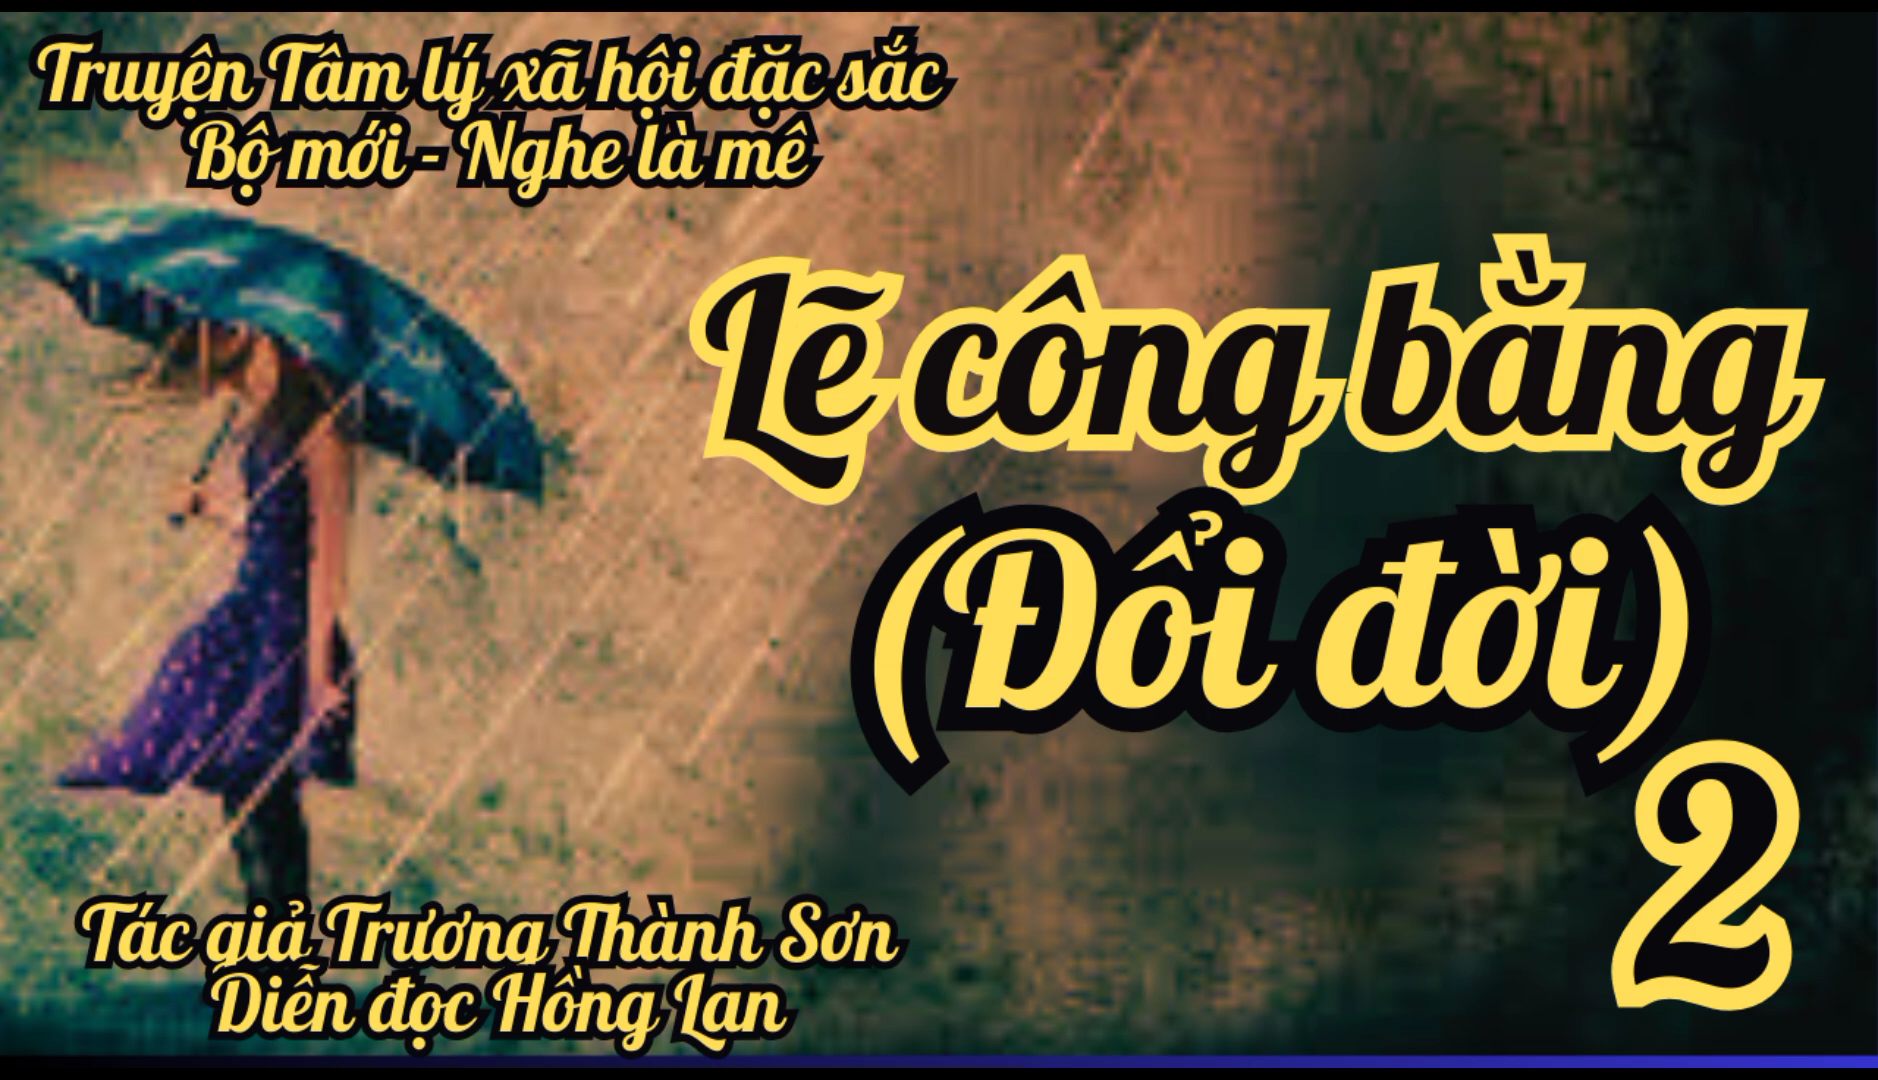 Truyện Tâm lý xã hội đặc sắc
Bộ mới - Nghe là mê
Lẽ công bằng
(Đổi đời)
2
Tác giả Trương Thành Sơn
Diễn đọc Hồng Lan